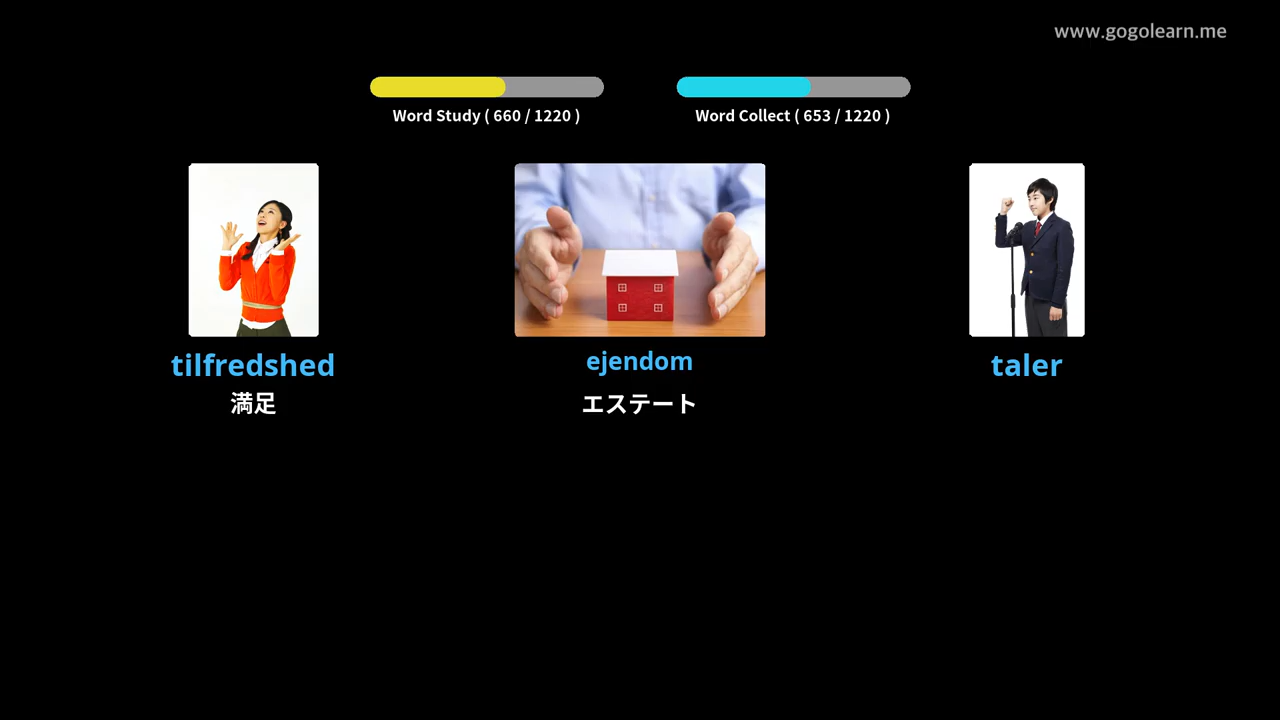 www.gogolearn.me
Word Study ( 660 / 1220 )
Word Collect ( 653 / 1220 )
tilfredshed
満足
ejendom
エステート
taler